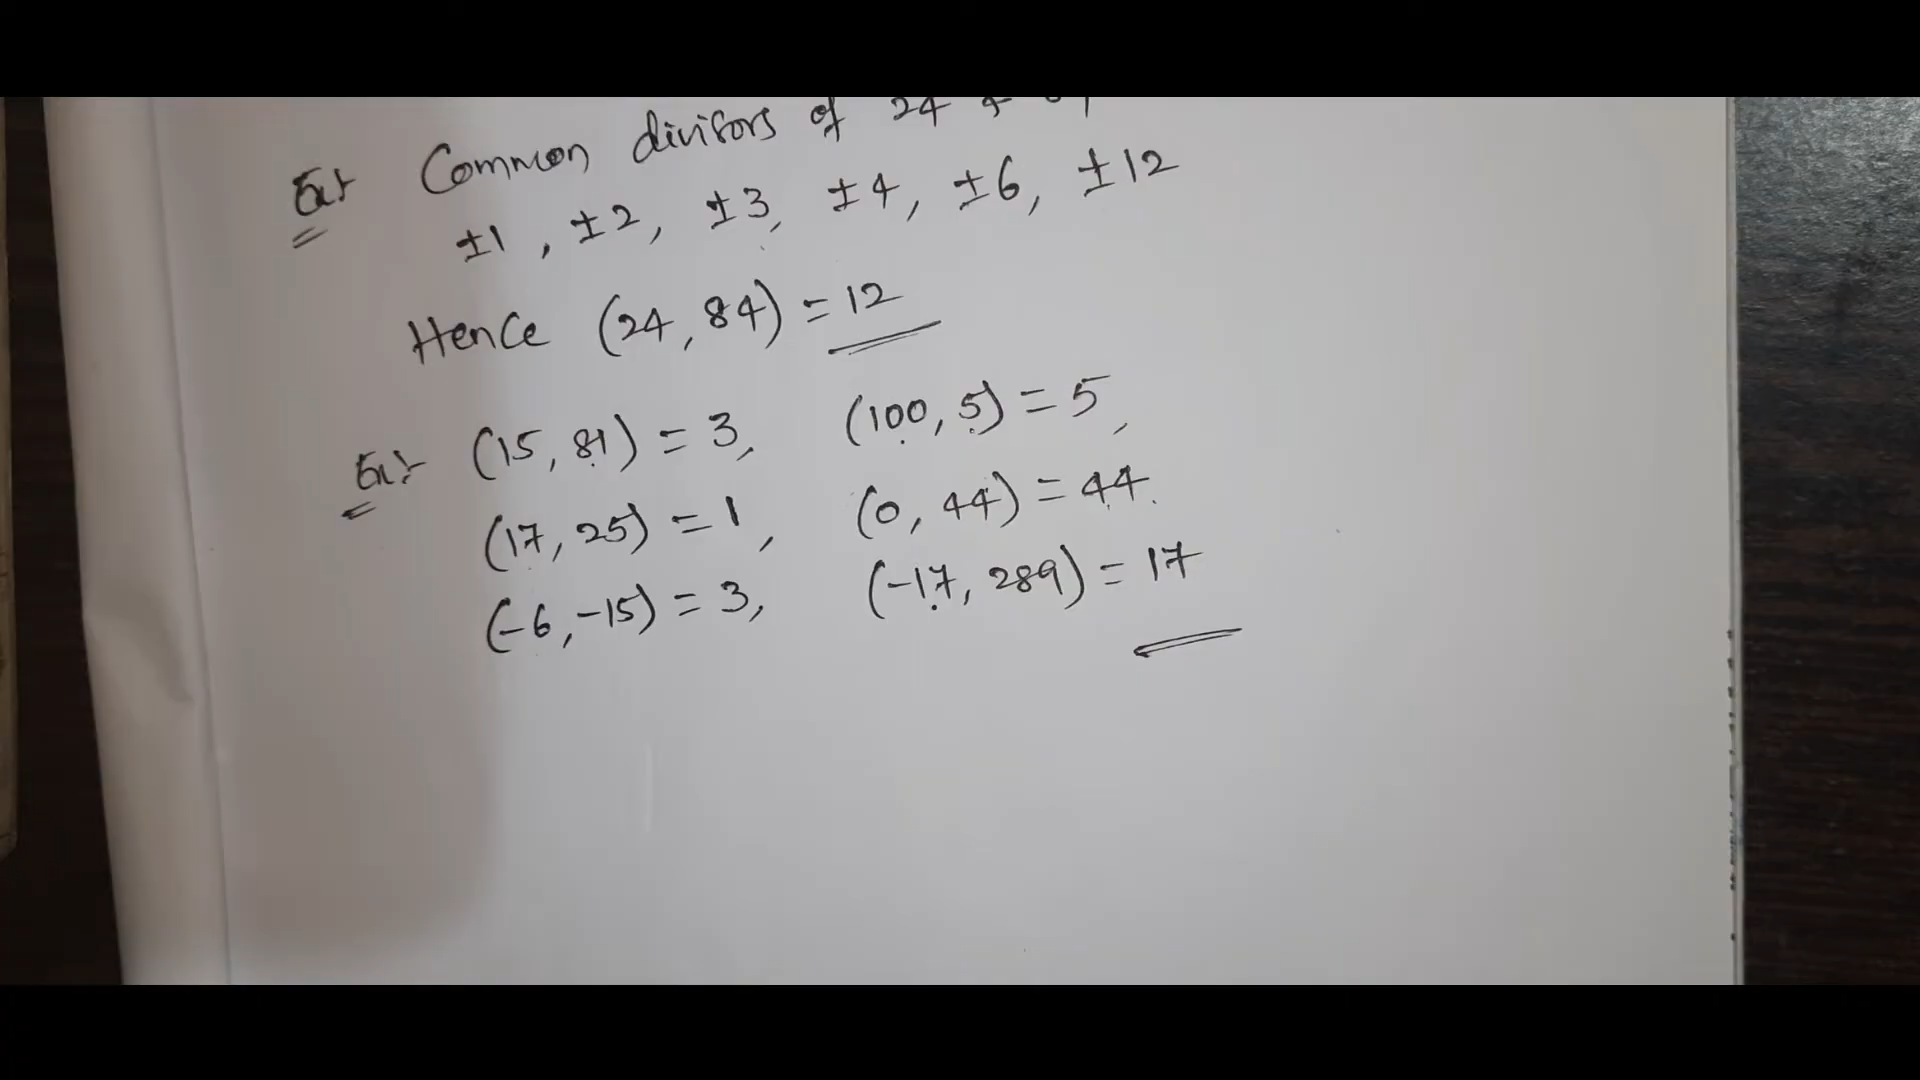 Ex:- Common divisors of 24 &
±1, ±2, ±3, ±4, ±6, ±12
Hence (24, 84) = 12
Ex:- (15, 81) = 3, (100, 5) = 5,
(17, 25) = 1, (0, 44) = 44.
(-6, -15) = 3, (-17, 289) = 17